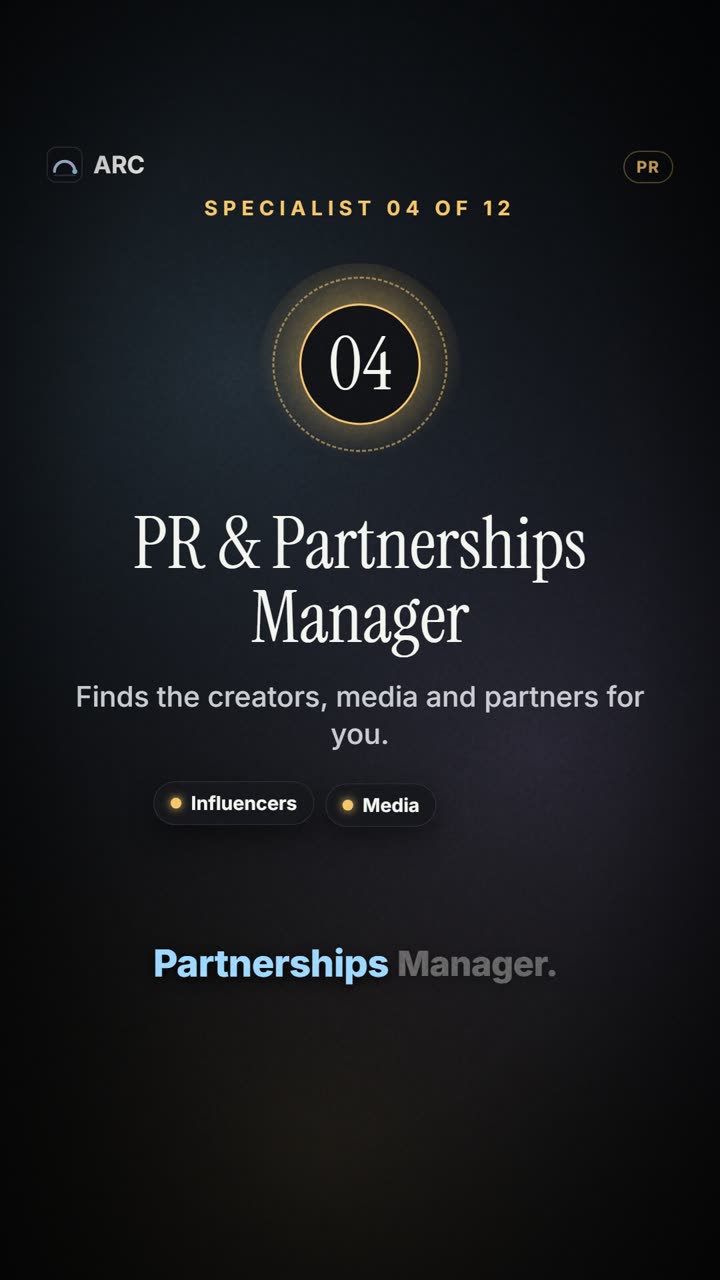 ARC
PR
SPECIALIST 04 OF 12
04
PR & Partnerships
Manager
Finds the creators, media and partners for
you.
Influencers
Media
Partnerships Manager.